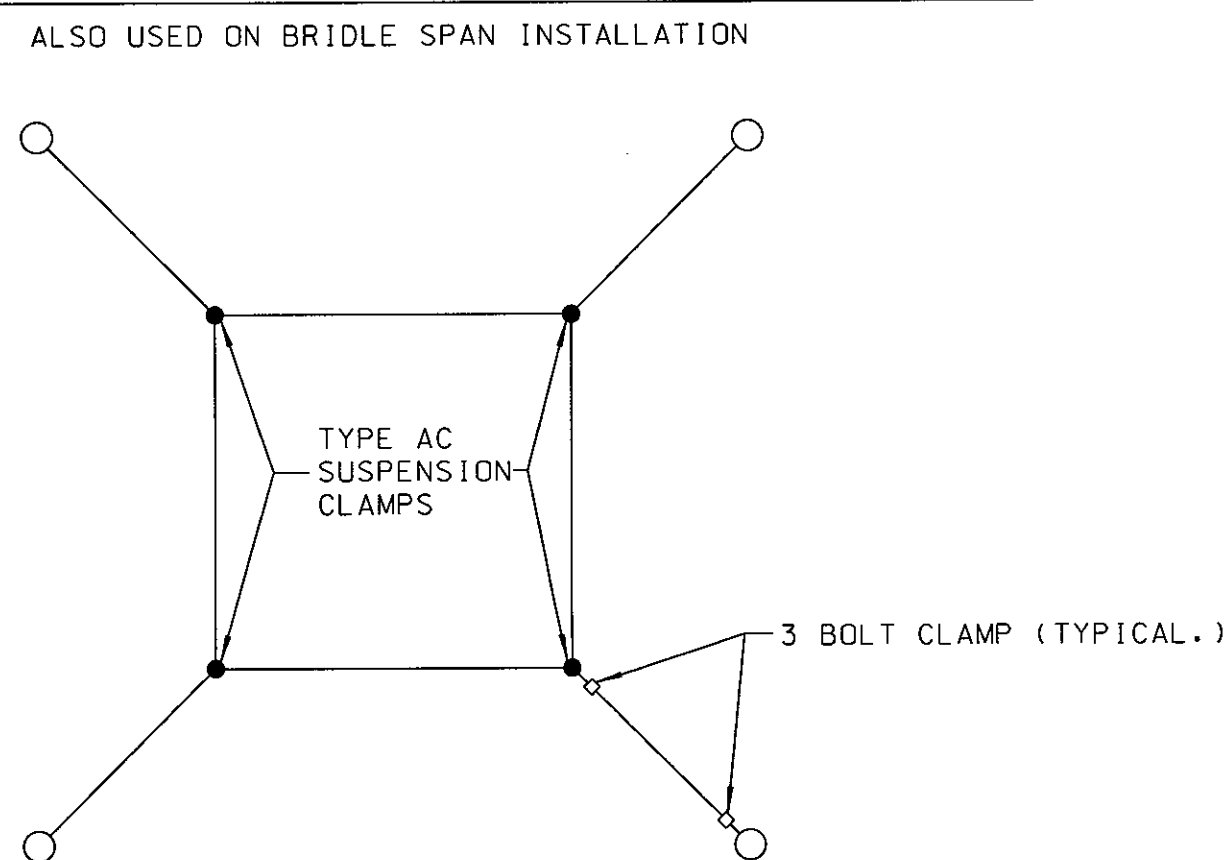 ALSO USED ON BRIDLE SPAN INSTALLATION
TYPE AC
SUSPENSION
CLAMPS
3 BOLT CLAMP (TYPICAL.)